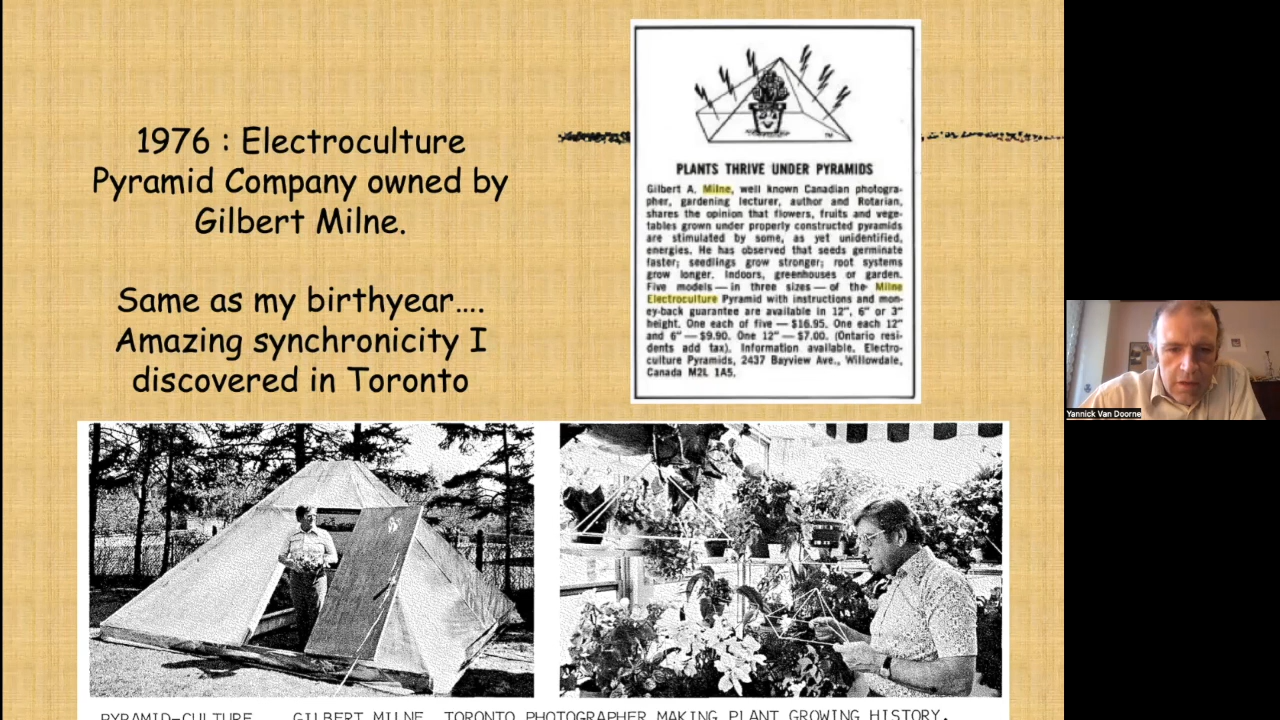 1976 : Electroculture
Pyramid Company owned by
Gilbert Milne.
Same as my birthyear....
Amazing synchronicity I
discovered in Toronto
TM
PLANTS THRIVE UNDER PYRAMIDS
Gilbert A. Milne, well known Canadian photogra-
pher, gardening lecturer, author and Rotarian,
shares the opinion that flowers, fruits and vege-
tables grown under properly constructed pyramids
are stimulated by some, as yet unidentified,
energies. He has observed that seeds germinate
faster; seedlings grow stronger; root systems
grow longer. Indoors, greenhouses or garden.
Five models — in three sizes — of the Milne
Electroculture Pyramid with instructions and mon-
ey-back guarantee are available in 12", 6" or 3"
height. One each of five — $16.95. One each 12"
and 6" — $9.90. One 12" — $7.00. (Ontario resi-
dents add tax). Information available. Electro-
culture Pyramids, 2437 Bayview Ave., Willowdale,
Canada M2L 1A5.
PYRAMID-CULTURE GILBERT MILNE, TORONTO PHOTOGRAPHER MAKING PLANT GROWING HISTORY.
Yannick Van Doorne